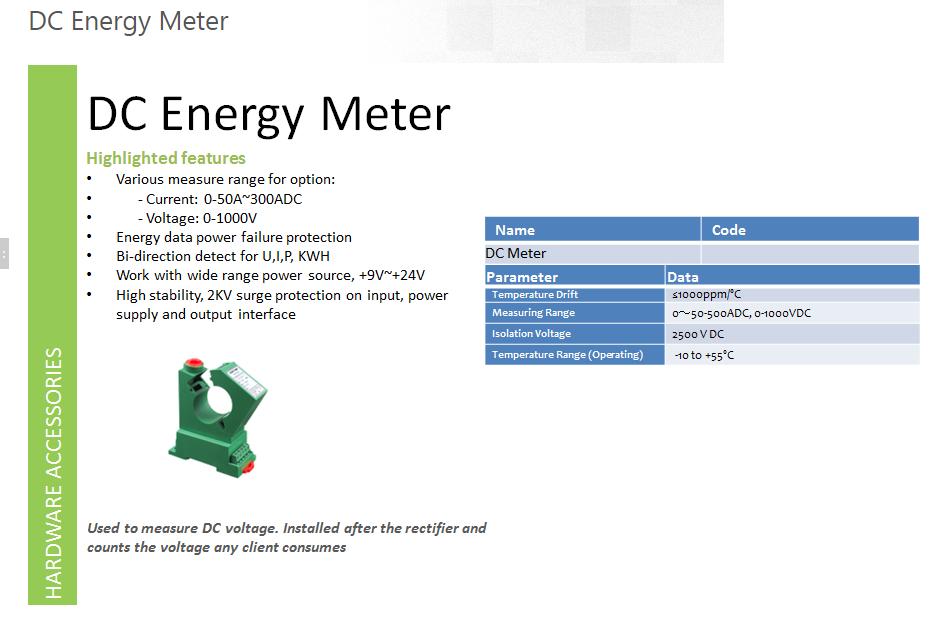 DC Energy Meter
DC Energy Meter
Highlighted features
• Various measure range for option:
• - Current: 0-50A~300ADC
• - Voltage: 0-1000V
• Energy data power failure protection
• Bi-direction detect for U,I,P, KWH
• Work with wide range power source, +9V~+24V
• High stability, 2KV surge protection on input, power
supply and output interface
Name Code
DC Meter
Parameter Data
Temperature Drift ≤1000ppm/°C
Measuring Range 0~50-500ADC, 0-1000VDC
Isolation Voltage 2500 V DC
Temperature Range (Operating) -10 to +55°C
HARDWARE ACCESSORIES
Used to measure DC voltage. Installed after the rectifier and
counts the voltage any client consumes